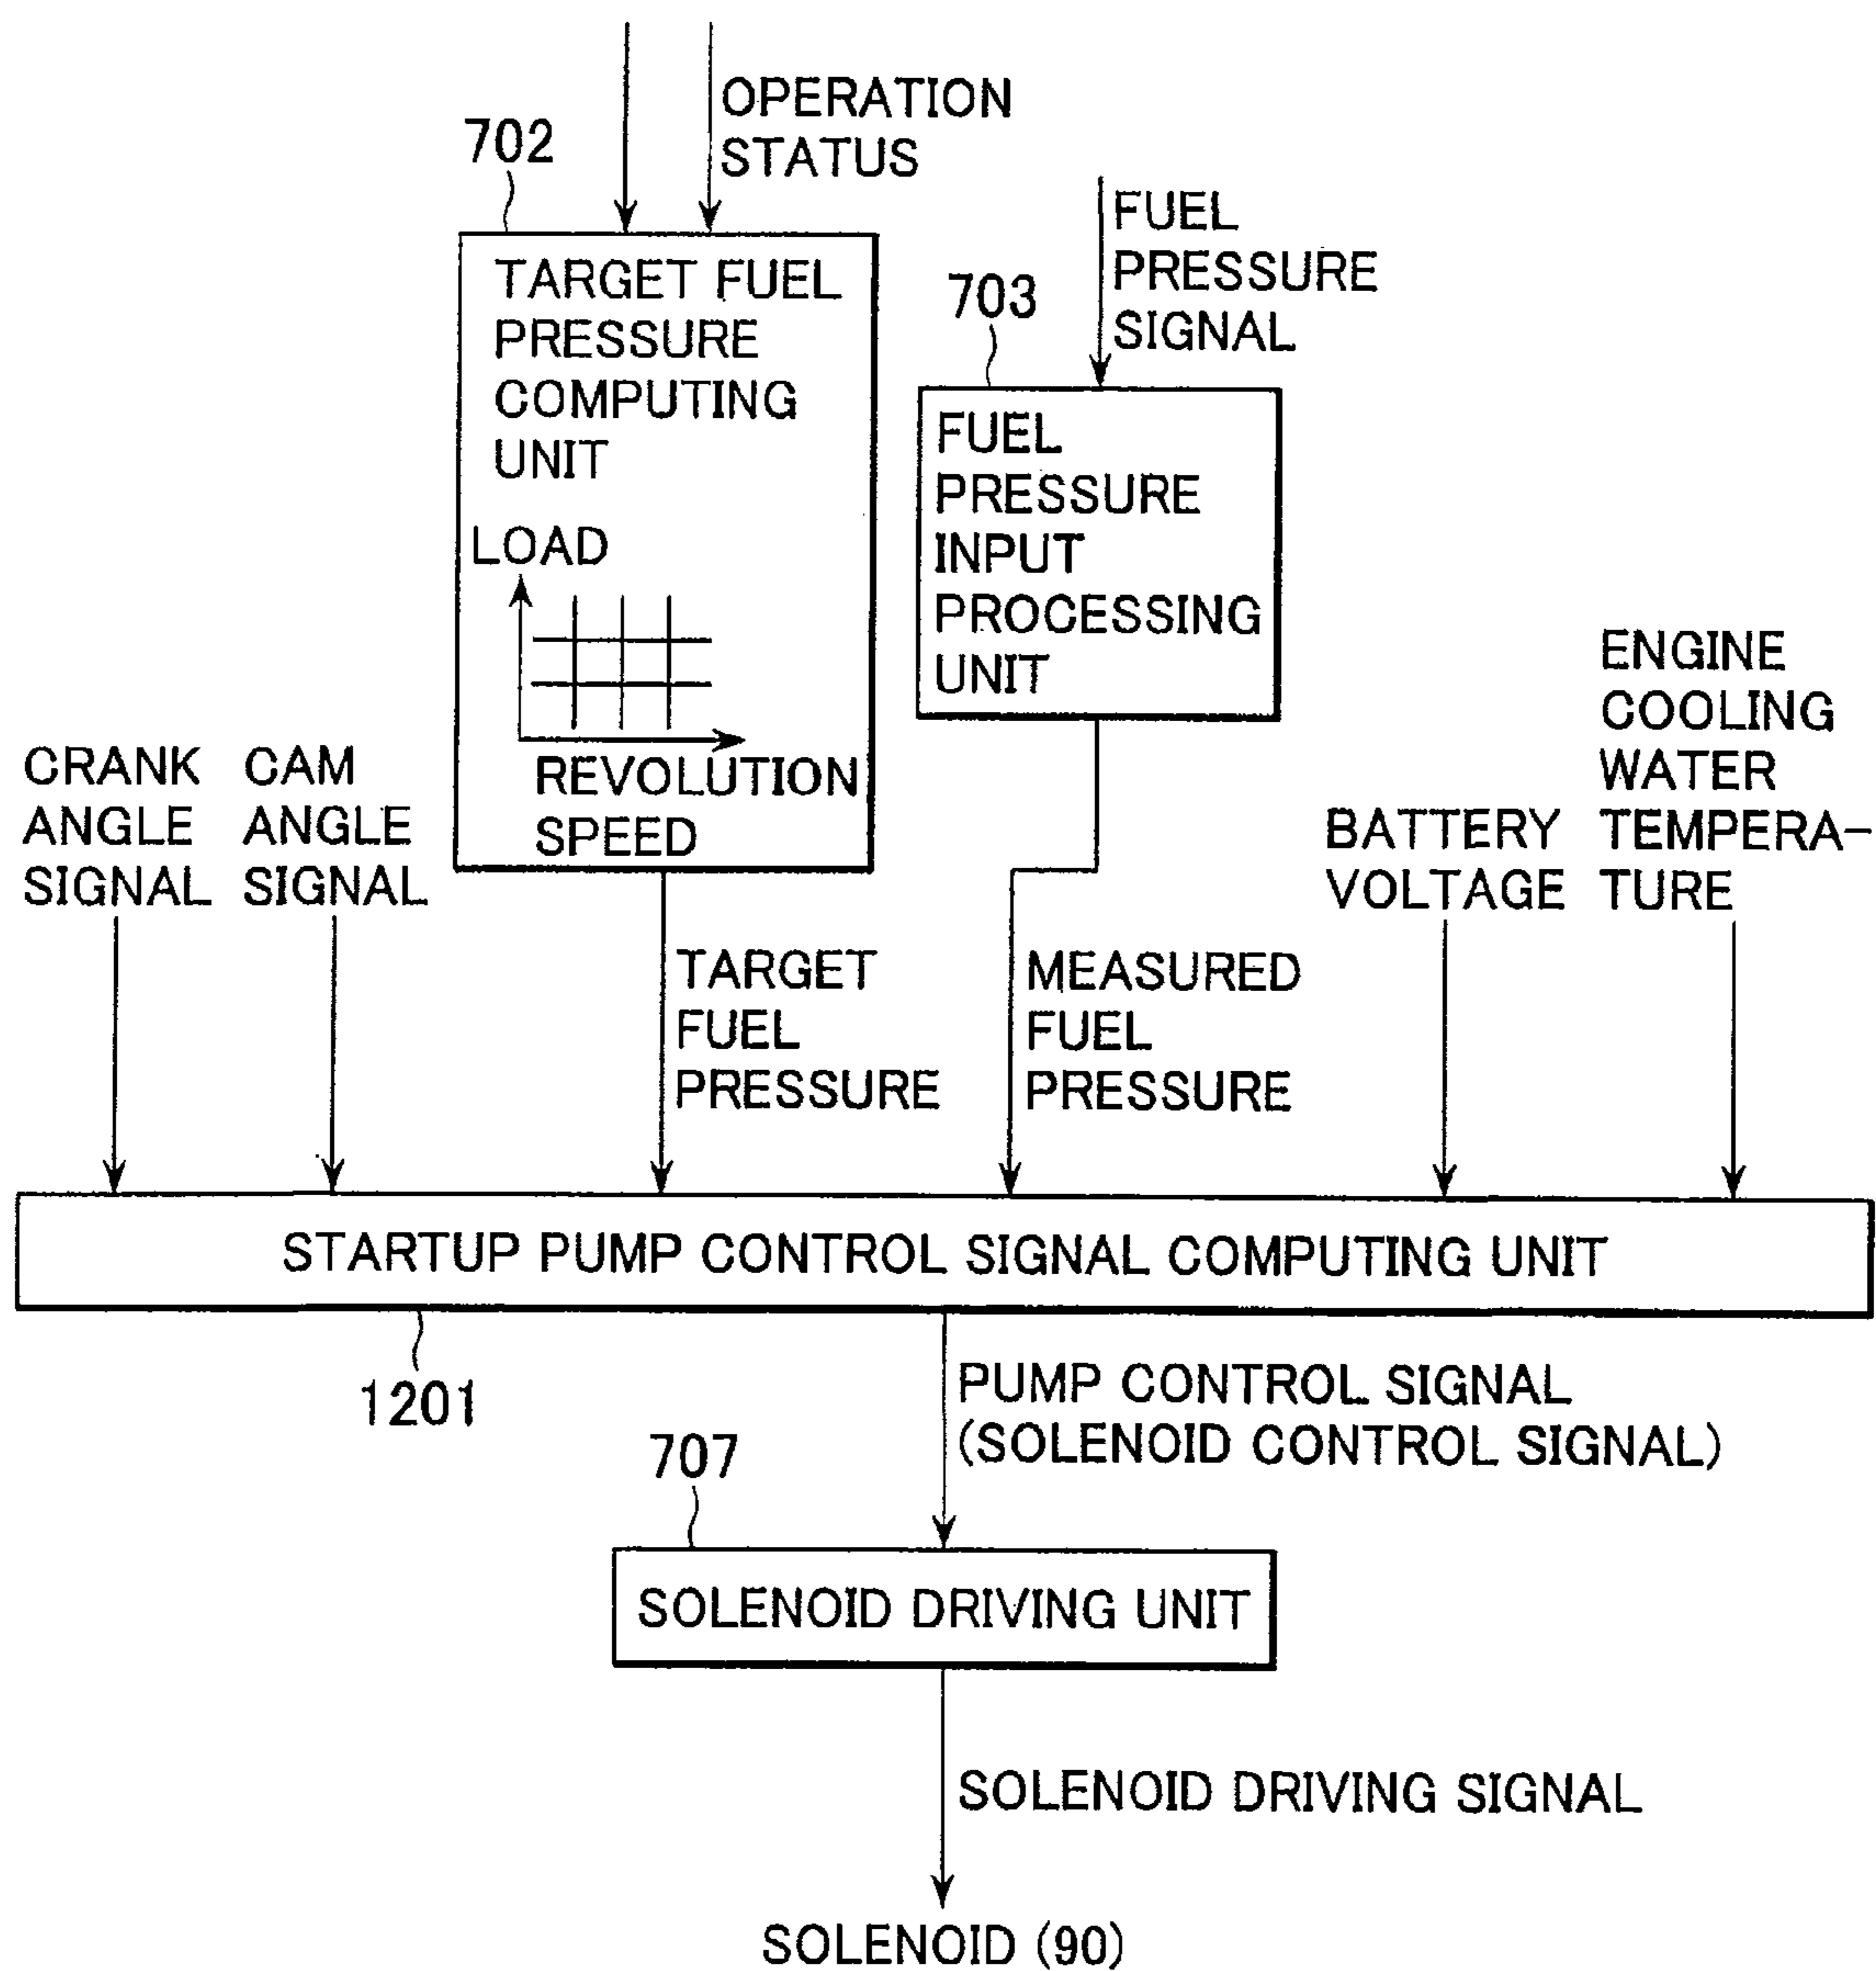 OPERATION
STATUS
702
FUEL
PRESSURE
SIGNAL
703
TARGET FUEL
PRESSURE
COMPUTING
UNIT
LOAD
REVOLUTION
SPEED
FUEL
PRESSURE
INPUT
PROCESSING
UNIT
CRANK
ANGLE
SIGNAL
CAM
ANGLE
SIGNAL
TARGET
FUEL
PRESSURE
MEASURED
FUEL
PRESSURE
BATTERY
VOLTAGE
ENGINE
COOLING
WATER
TEMPERA-
TURE
STARTUP PUMP CONTROL SIGNAL COMPUTING UNIT
1201
PUMP CONTROL SIGNAL
(SOLENOID CONTROL SIGNAL)
707
SOLENOID DRIVING UNIT
SOLENOID DRIVING SIGNAL
SOLENOID (90)